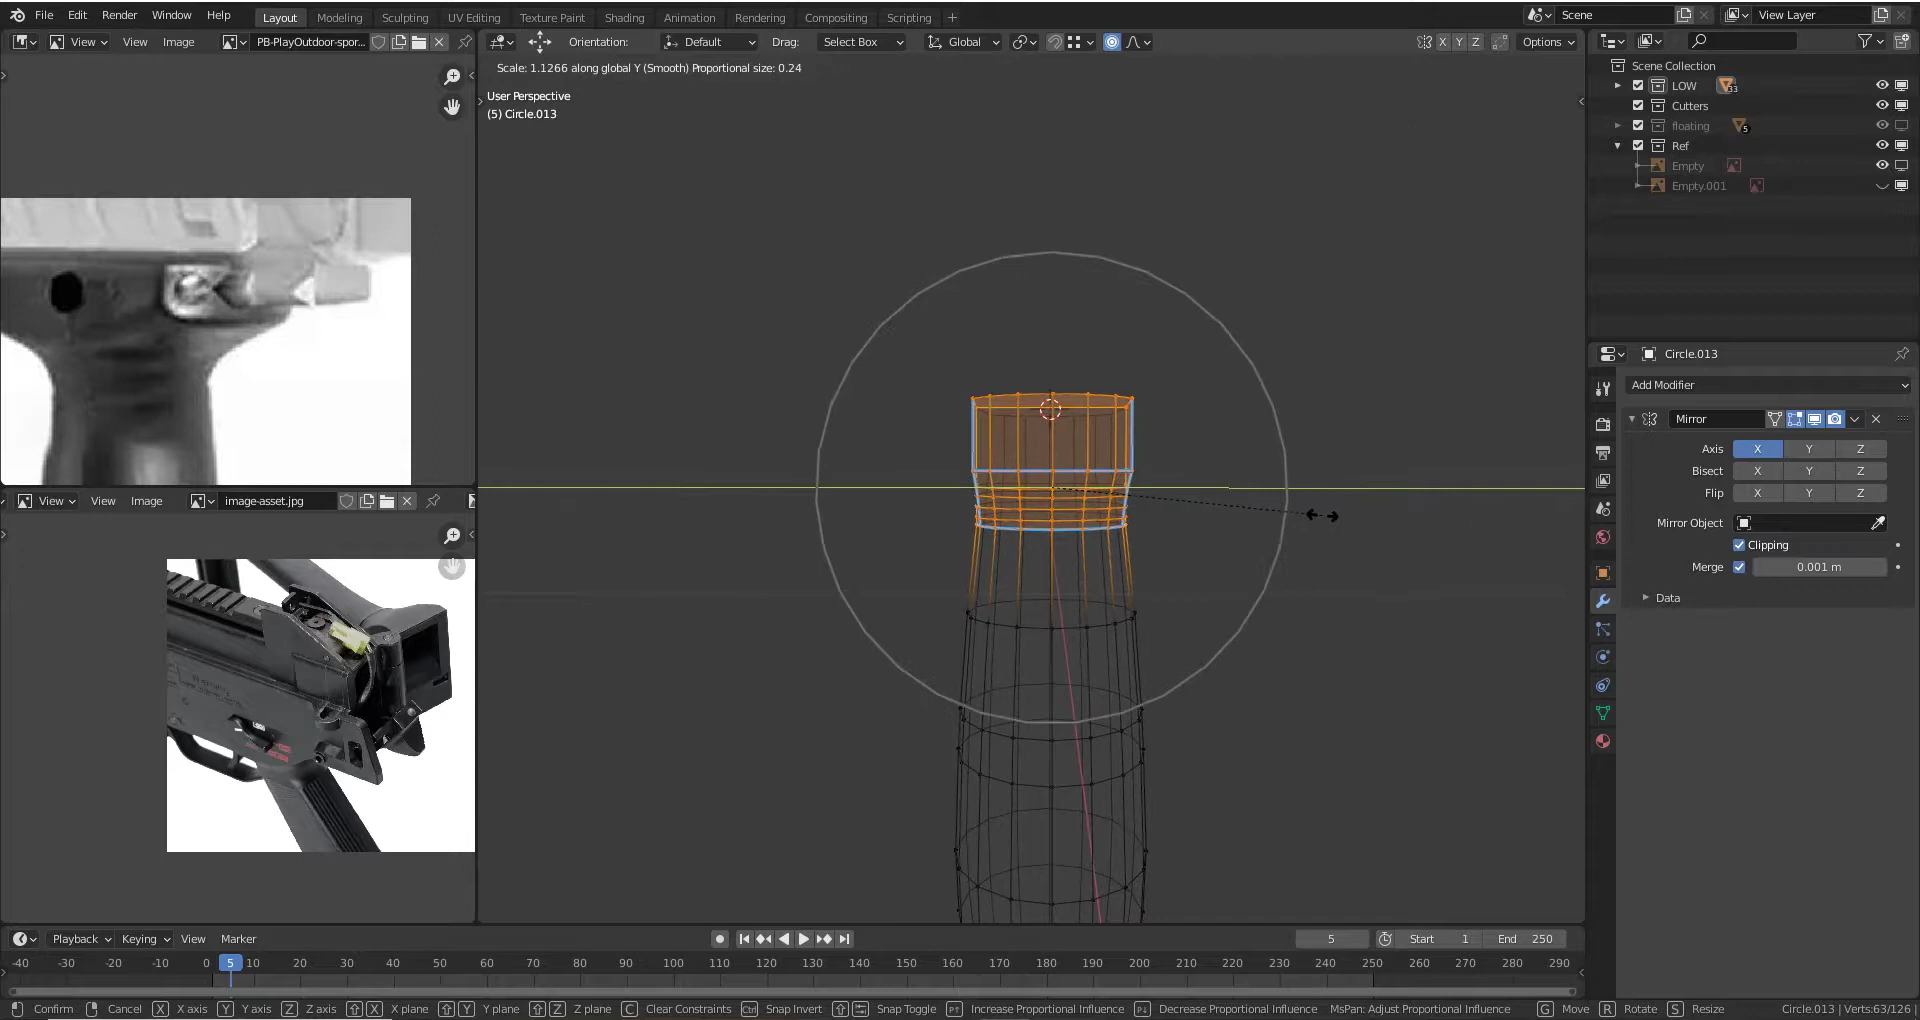 File Edit Render Window Help Layout Modeling Sculpting UV Editing Texture Paint Shading Animation Rendering Compositing Scripting + Scene View Layer
View View Image PB-PlayOutdoor-spor... Orientation: Default Drag: Select Box Global X Y Z Options
Scale: 1.1266 along global Y (Smooth) Proportional size: 0.24
User Perspective
(5) Circle.013
Scene Collection
LOW 33
Cutters
floating 5
Ref
Empty
Empty.001
Circle.013
Add Modifier
Mirror
Axis X Y Z
Bisect X Y Z
Flip X Y Z
Mirror Object
Clipping
Merge 0.001 m
Data
View View Image image-asset.jpg
Playback Keying View Marker 5 Start 1 End 250
-40 -30 -20 -10 0 5 10 20 30 40 50 60 70 80 90 100 110 120 130 140 150 160 170 180 190 200 210 220 230 240 250 260 270 280 290
Confirm Cancel X X axis Y Y axis Z Z axis X X plane Y Y plane Z Z plane C Clear Constraints Ctrl Snap Invert Snap Toggle Increase Proportional Influence Decrease Proportional Influence MsPan: Adjust Proportional Influence G Move R Rotate S Resize Circle.013 | Verts:63/126 |